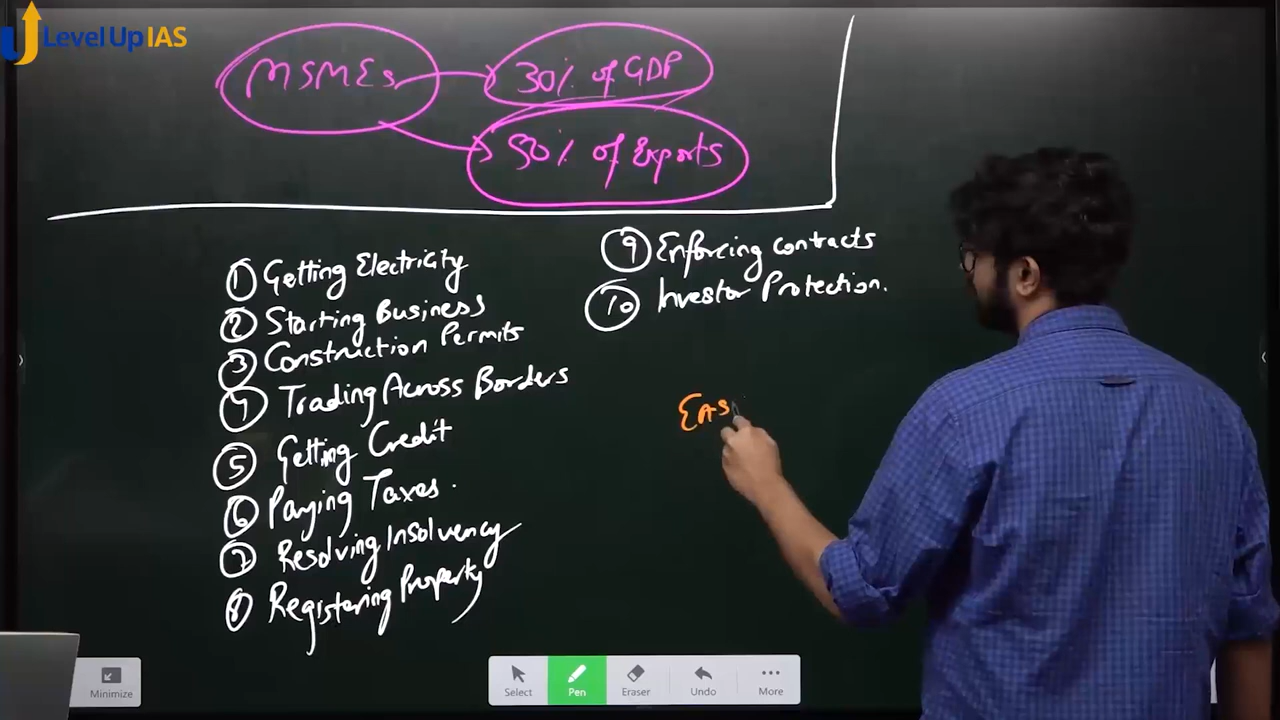 LevelUp IAS
MSMEs
30% of GDP
50% of Exports
1 Getting Electricity
2 Starting Business
3 Construction Permits
4 Trading Across Borders
5 Getting Credit
6 Paying Taxes.
7 Resolving Insolvency
8 Registering Property
9 Enforcing contracts
10 Investor Protection.
EAS
Minimize
Select
Pen
Eraser
Undo
More